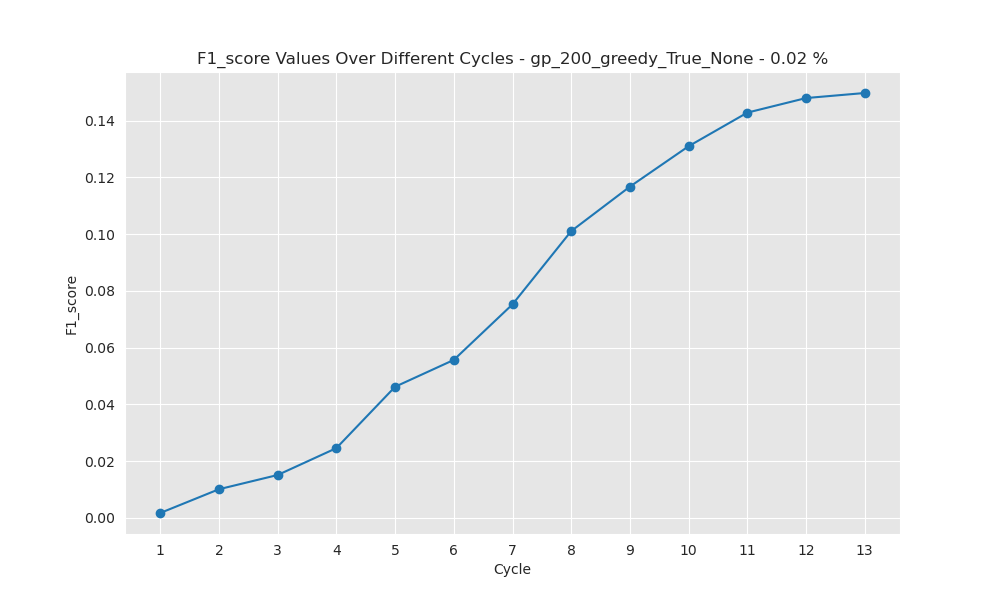 F1_score Values Over Different Cycles - gp_200_greedy_True_None - 0.02 %
0.14
0.12
0.10
0.08
0.06
0.04
0.02
0.00
F1_score
1 2 3 4 5 6 7 8 9 10 11 12 13
Cycle